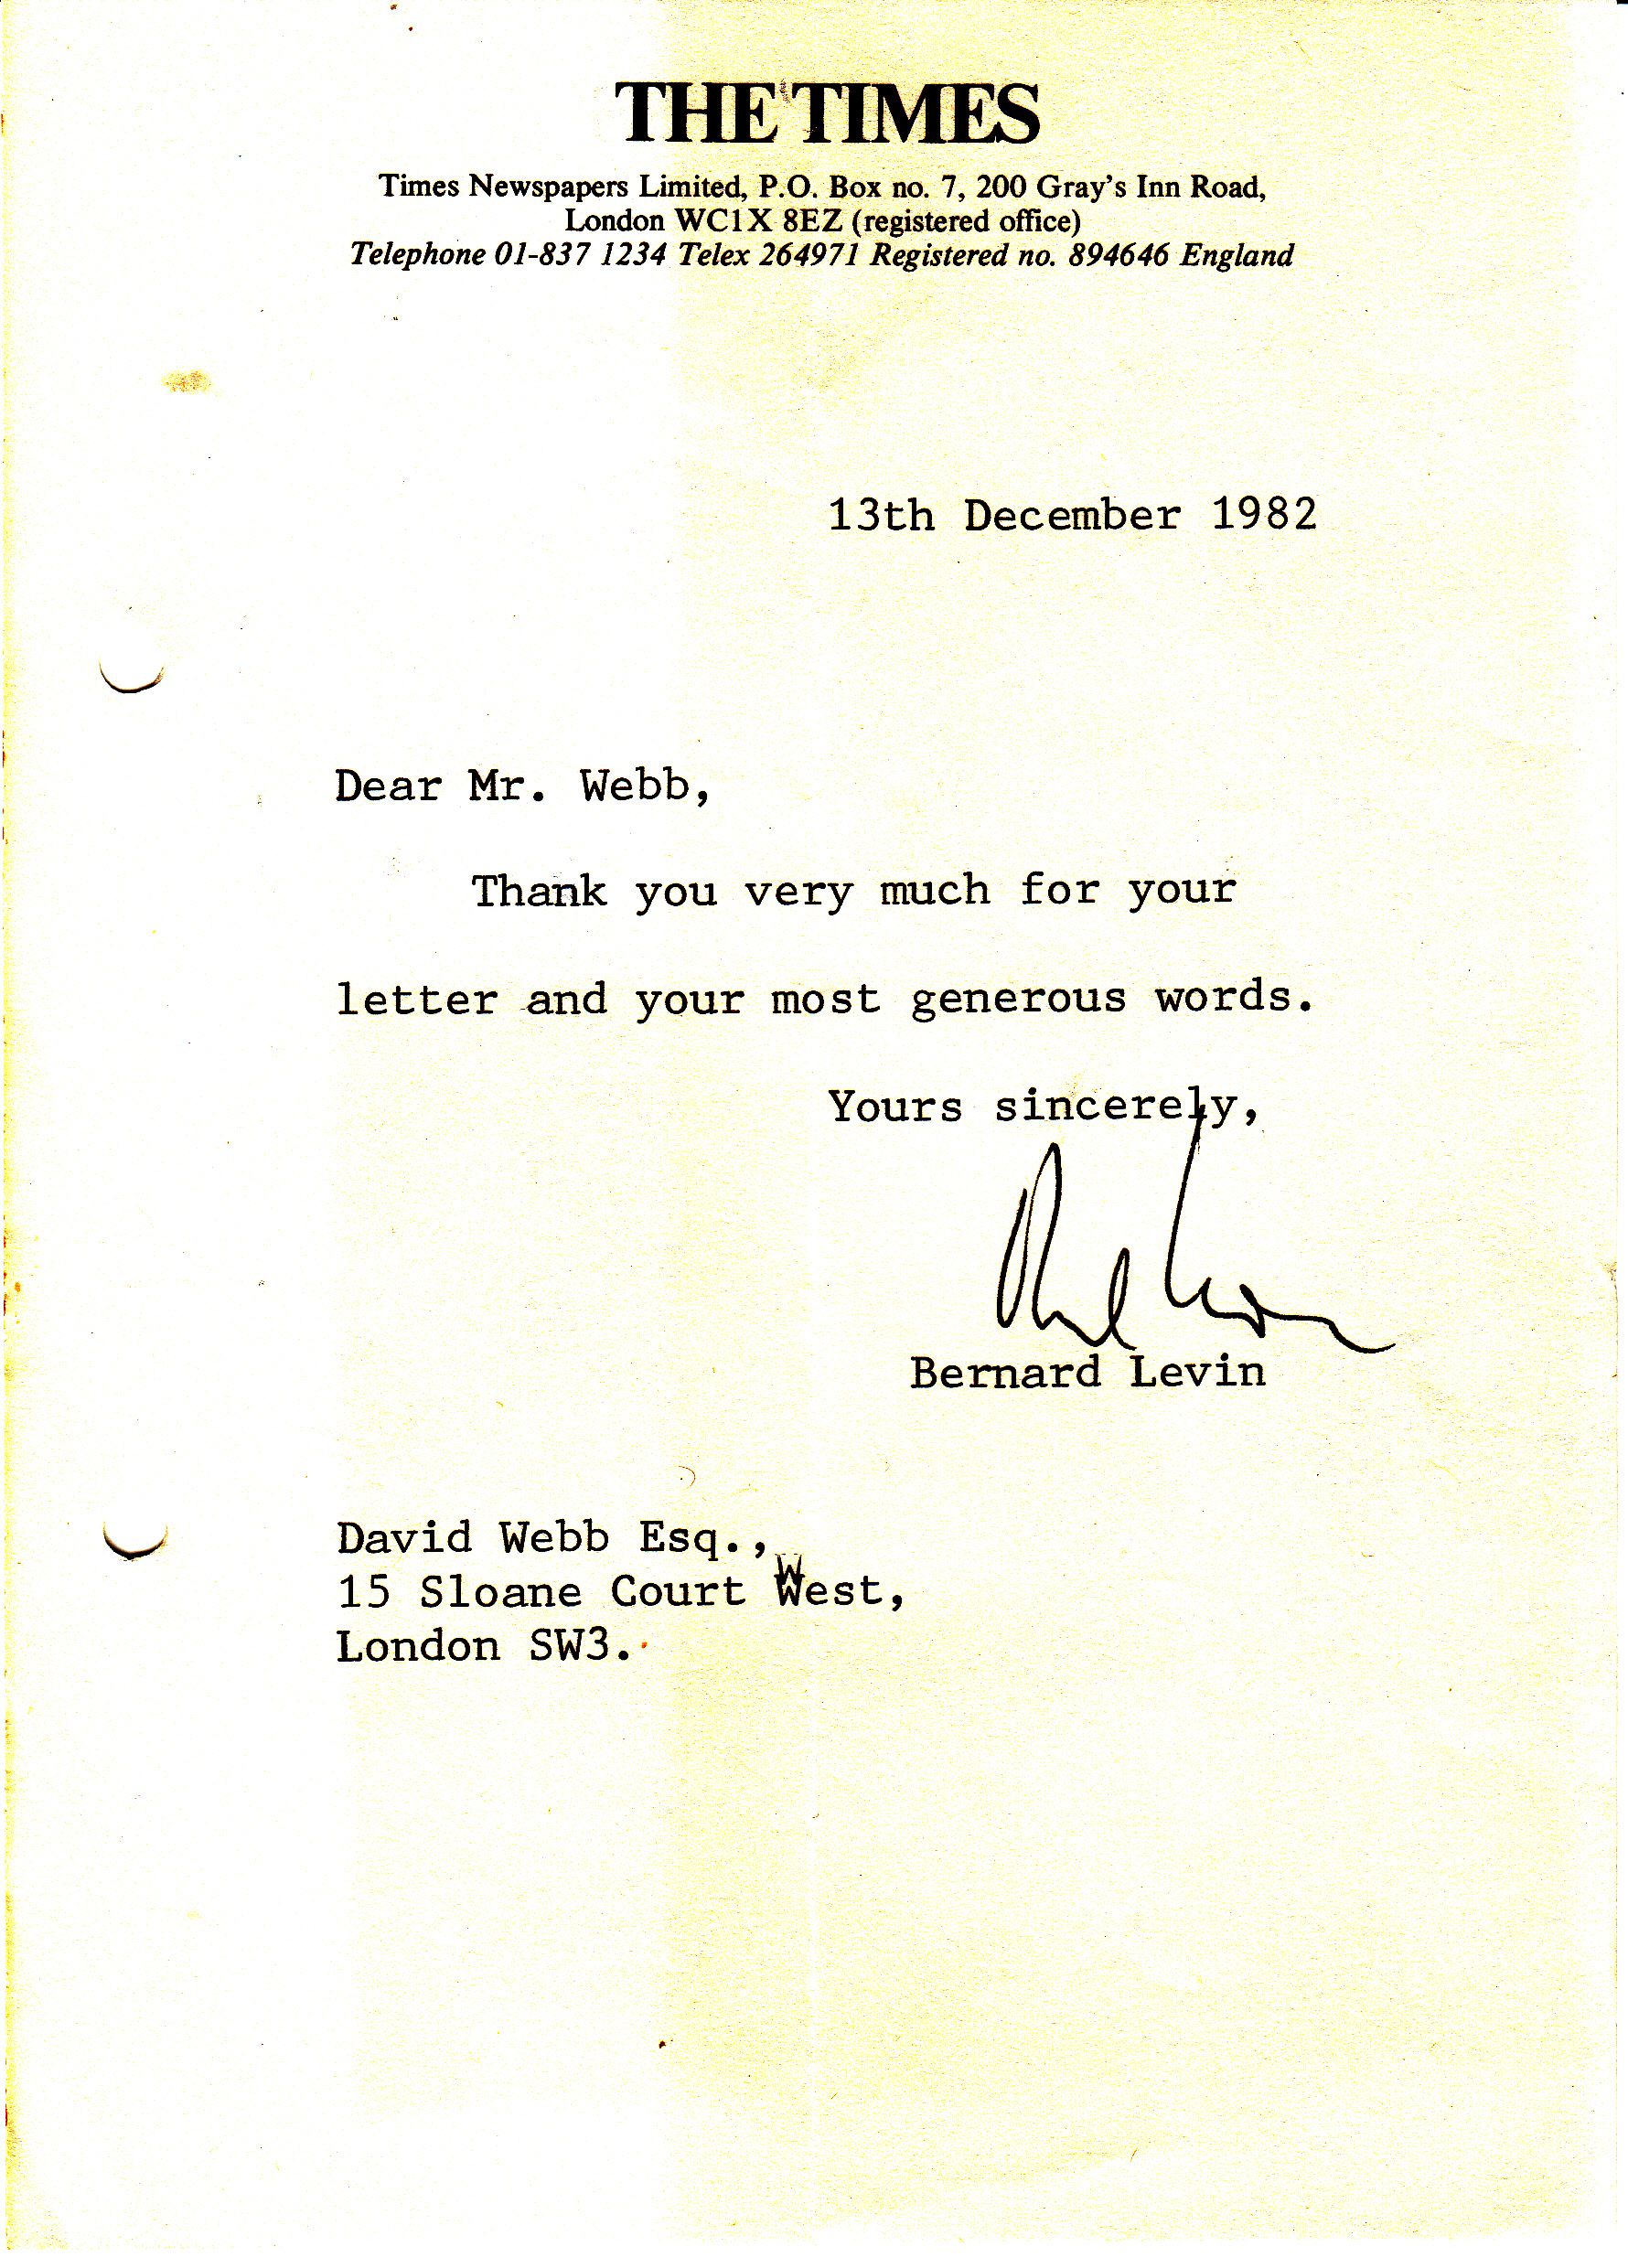 THE TIMES
Times Newspapers Limited, P.O. Box no. 7, 200 Gray's Inn Road,
London WC1X 8EZ (registered office)
Telephone 01-837 1234 Telex 264971 Registered no. 894646 England
13th December 1982
Dear Mr. Webb,
Thank you very much for your
letter and your most generous words.
Yours sincerely,
Bernard Levin
David Webb Esq.,
15 Sloane Court West,
London SW3.